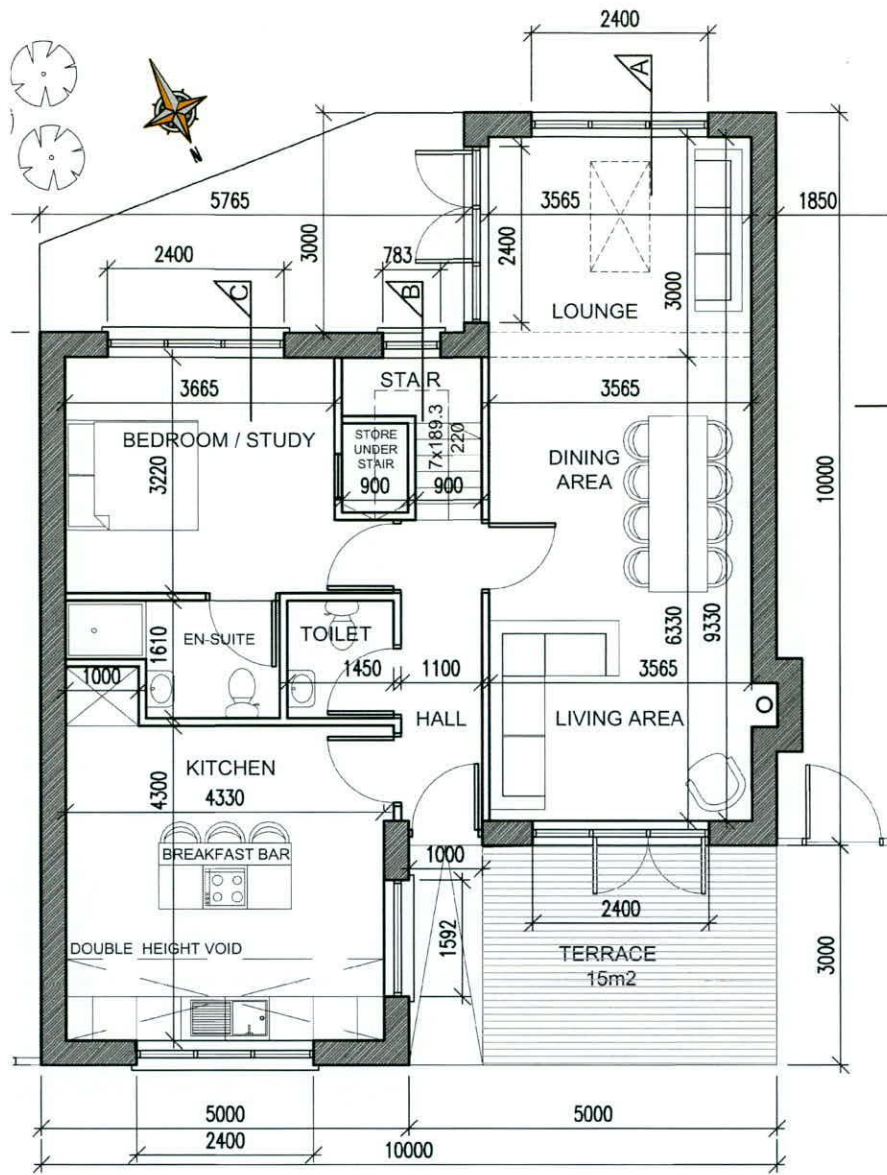 2400
A
N
5765
3565
1850
2400
3000
783
2400
3000
C
B
LOUNGE
STAIR
3665
3565
BEDROOM / STUDY
STORE
UNDER
STAIR
7x189.3
220
DINING
AREA
3220
900
900
10000
EN-SUITE
TOILET
1610
6330
9330
1000
1450
1100
3565
HALL
LIVING AREA
KITCHEN
4300
4330
BREAKFAST BAR
1000
1592
2400
DOUBLE HEIGHT VOID
TERRACE
15m2
3000
5000
5000
2400
10000